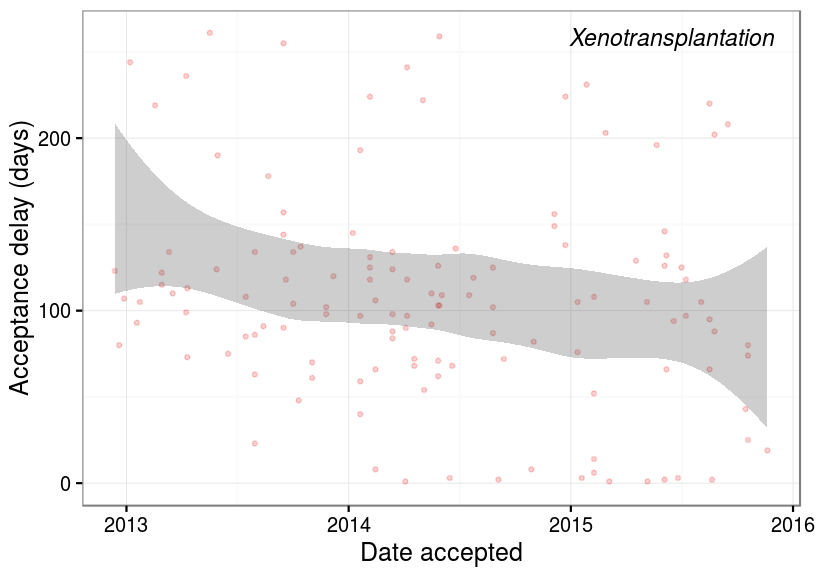 Xenotransplantation
Acceptance delay (days)
200
100
0
2013 2014 2015 2016
Date accepted